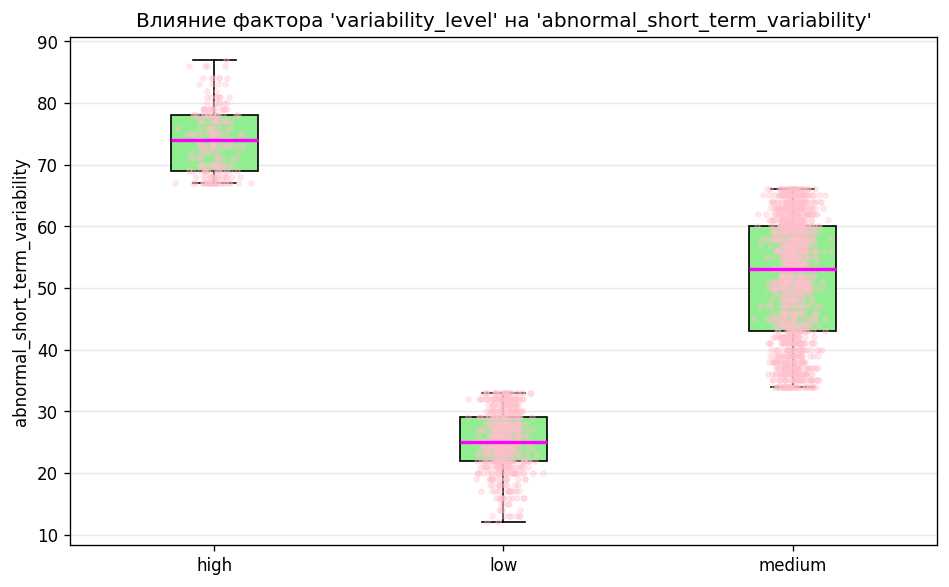 Влияние фактора 'variability_level' на 'abnormal_short_term_variability'
abnormal_short_term_variability
90
80
70
60
50
40
30
20
10
high
low
medium